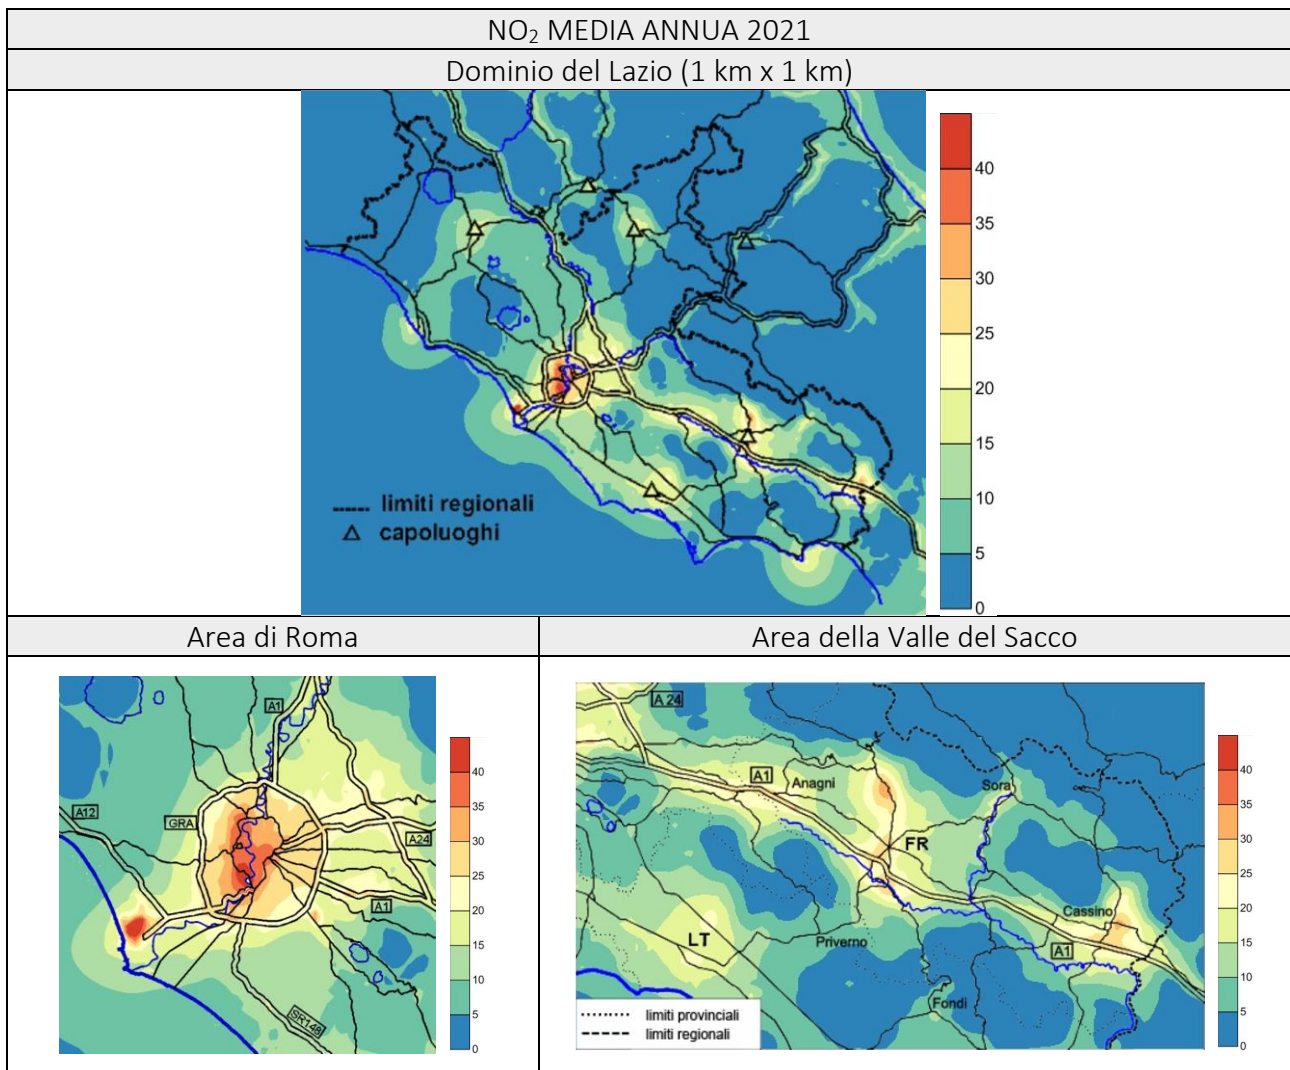 NO₂ MEDIA ANNUA 2021
Dominio del Lazio (1 km x 1 km)
limiti regionali
capoluoghi
40
35
30
25
20
15
10
5
0
Area di Roma
Area della Valle del Sacco
A1
A12
GRA
A24
A1
SR148
40
35
30
25
20
15
10
5
0
A 24
A1
Anagni
Sora
FR
Cassino
LT
Priverno
A1
Fondi
limiti provinciali
limiti regionali
40
35
30
25
20
15
10
5
0